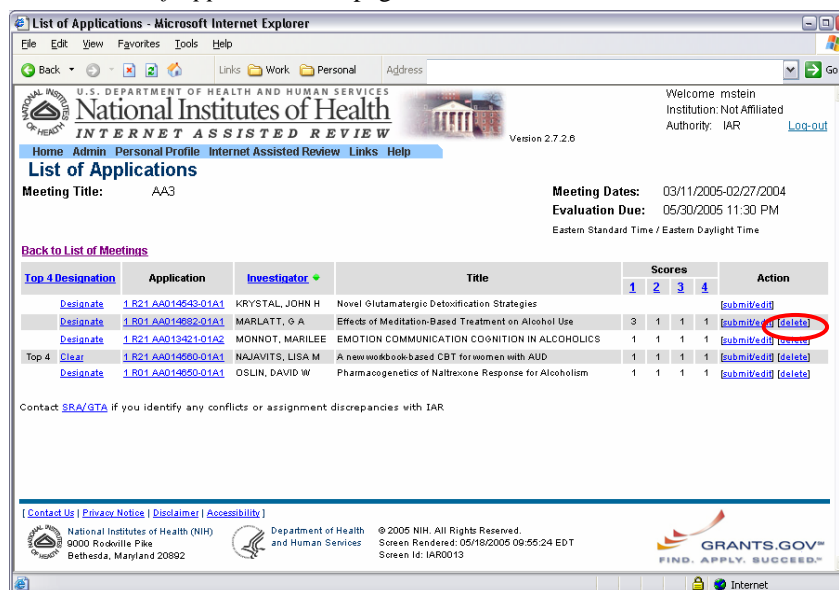 List of Applications - Microsoft Internet Explorer
File Edit View Favorites Tools Help
Back Links Work Personal Address Go
U.S. DEPARTMENT OF HEALTH AND HUMAN SERVICES
National Institutes of Health
INTERNET ASSISTED REVIEW
Version 2.7.2.6
Welcome mstein
Institution: Not Affiliated
Authority: IAR Log-out
Home Admin Personal Profile Internet Assisted Review Links Help
List of Applications
Meeting Title: AA3 Meeting Dates: 03/11/2005-02/27/2004
Evaluation Due: 05/30/2005 11:30 PM
Eastern Standard Time / Eastern Daylight Time
Back to List of Meetings
Top 4 Designation Application Investigator Title Scores 1 2 3 4 Action
Designate 1 R21 AA014543-01A1 KRYSTAL, JOHN H Novel Glutamatergic Detoxification Strategies [submit/edit]
Designate 1 R01 AA014682-01A1 MARLATT, G A Effects of Meditation-Based Treatment on Alcohol Use 3 1 1 1 [submit/edit] [delete]
Designate 1 R21 AA013421-01A2 MONNOT, MARILEE EMOTION COMMUNICATION COGNITION IN ALCOHOLICS 1 1 1 1 [submit/edit] [delete]
Top 4 Clear 1 R21 AA014560-01A1 NAJAVITS, LISA M A new workbook-based CBT for women with AUD 1 1 1 1 [submit/edit] [delete]
Designate 1 R01 AA014650-01A1 OSLIN, DAVID W Pharmacogenetics of Naltrexone Response for Alcoholism 1 1 1 1 [submit/edit] [delete]
Contact SRA/GTA if you identify any conflicts or assignment discrepancies with IAR
[ Contact Us | Privacy Notice | Disclaimer | Accessibility ]
National Institutes of Health (NIH)
9000 Rockville Pike
Bethesda, Maryland 20892
Department of Health
and Human Services
© 2005 NIH. All Rights Reserved.
Screen Rendered: 05/18/2005 09:55:24 EDT
Screen Id: IAR0013
GRANTS.GOV℠
FIND. APPLY. SUCCEED.℠
Internet